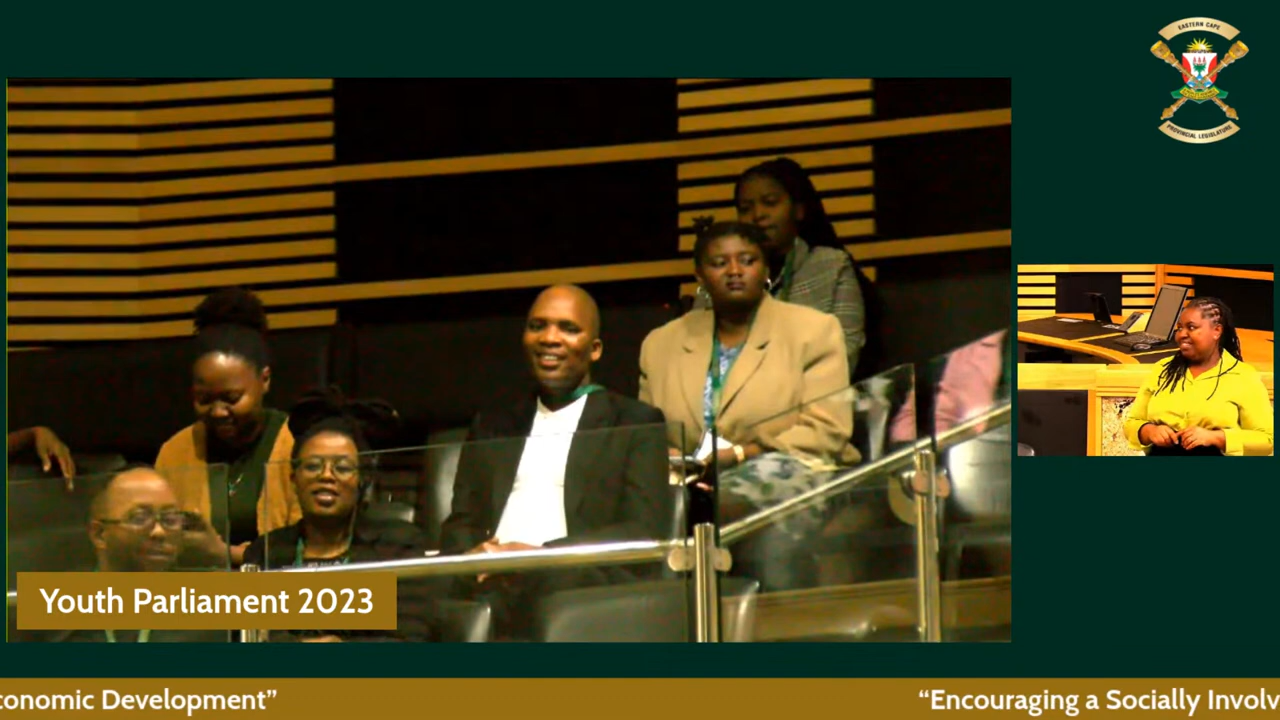 EASTERN CAPE
PROVINCIAL LEGISLATURE
Youth Parliament 2023
conomic Development”
“Encouraging a Socially Involv